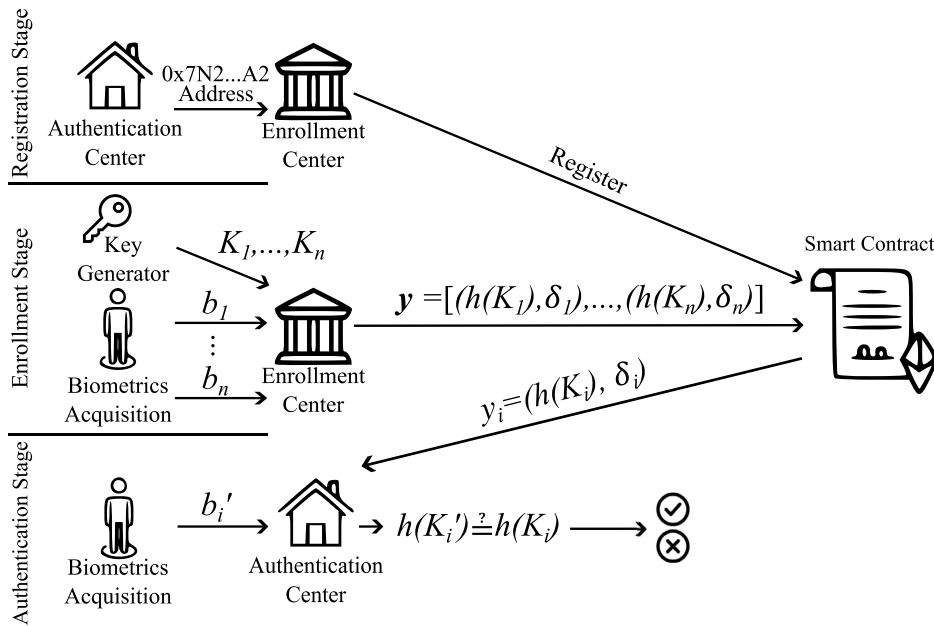 Registration Stage
0x7N2...A2
Address
Authentication
Center
Enrollment
Center
Register
Smart Contract
Enrollment Stage
Key
Generator
K₁,...,Kₙ
b₁
⋮
bₙ
Biometrics
Acquisition
Enrollment
Center
y =[(h(K₁),δ₁),...,(h(Kₙ),δₙ)]
yᵢ=(h(Kᵢ), δᵢ)
Authentication Stage
Biometrics
Acquisition
bᵢ'
Authentication
Center
h(Kᵢ')≟h(Kᵢ)